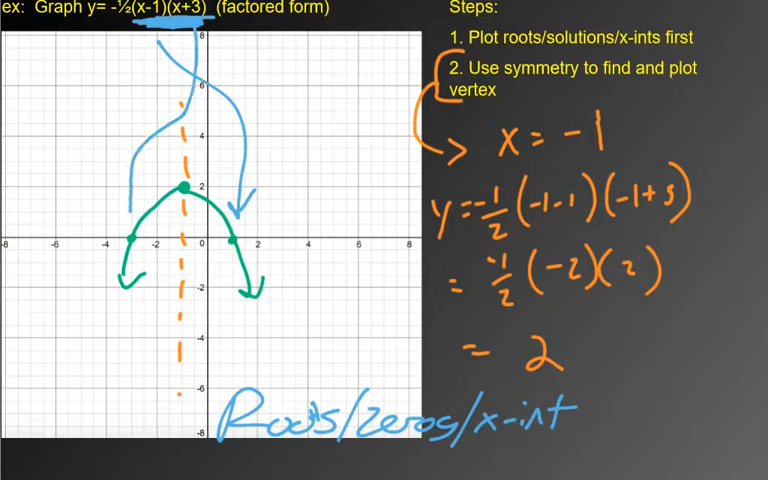 ex: Graph y= -½(x-1)(x+3) (factored form)
Steps:
1. Plot roots/solutions/x-ints first
2. Use symmetry to find and plot
vertex
> x = -1
y = -1/2 (-1-1)(-1+3)
= -1/2 (-2)(2)
= 2
8
6
4
2
-8 -6 -4 -2 0 2 4 6 8
-2
-4
-6
-8
Roots/zeros/x-int